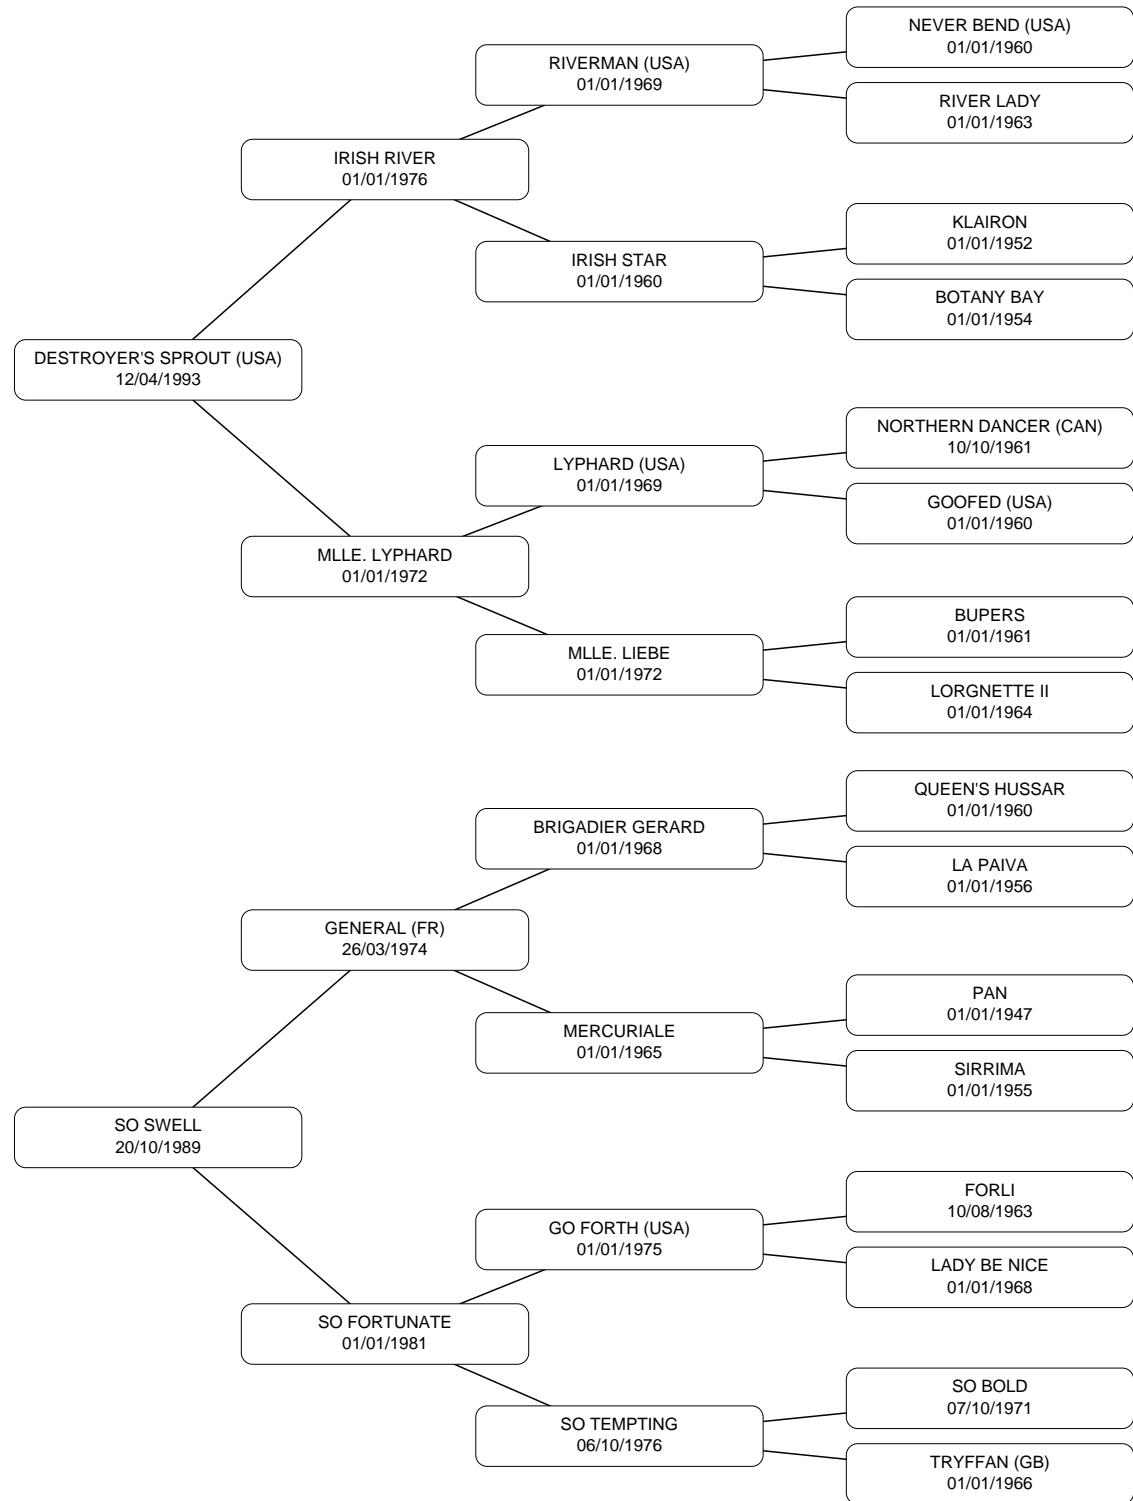 NEVER BEND (USA)
01/01/1960
RIVERMAN (USA)
01/01/1969
RIVER LADY
01/01/1963
IRISH RIVER
01/01/1976
KLAIRON
01/01/1952
IRISH STAR
01/01/1960
BOTANY BAY
01/01/1954
DESTROYER'S SPROUT (USA)
12/04/1993
NORTHERN DANCER (CAN)
10/10/1961
LYPHARD (USA)
01/01/1969
GOOFED (USA)
01/01/1960
MLLE. LYPHARD
01/01/1972
BUPERS
01/01/1961
MLLE. LIEBE
01/01/1972
LORGNETTE II
01/01/1964
QUEEN'S HUSSAR
01/01/1960
BRIGADIER GERARD
01/01/1968
LA PAIVA
01/01/1956
GENERAL (FR)
26/03/1974
PAN
01/01/1947
MERCURIALE
01/01/1965
SIRRIMA
01/01/1955
SO SWELL
20/10/1989
FORLI
10/08/1963
GO FORTH (USA)
01/01/1975
LADY BE NICE
01/01/1968
SO FORTUNATE
01/01/1981
SO BOLD
07/10/1971
SO TEMPTING
06/10/1976
TRYFFAN (GB)
01/01/1966